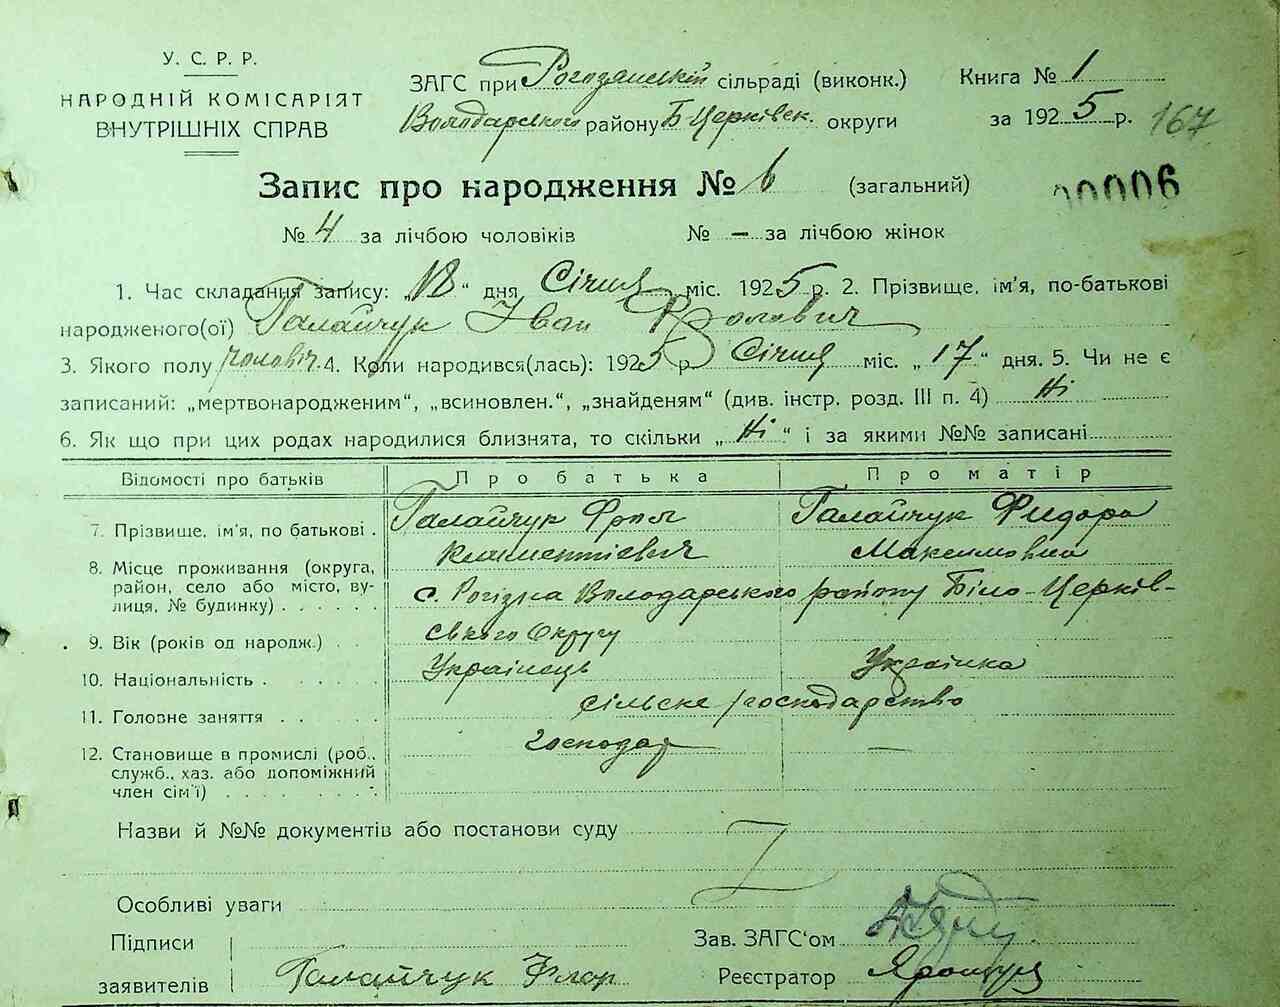 У. С. Р. Р.
НАРОДНІЙ КОМІСАРІЯТ
ВНУТРІШНІХ СПРАВ
ЗАГС при Рогозянській сільраді (виконк.) Книга № 1
Володарського району Б-Церківск. округи за 1925 р. 167
Запис про народження № 6 (загальний) 00006
№ 4 за лічбою чоловіків № — за лічбою жінок
1. Час складання запису: „18“ дня Січня міс. 1925 р. 2. Прізвище, ім'я, по-батькові
народженого(ої) Галайчук Іван Фролович
3. Якого полу чоловіч. 4. Коли народився(лась): 1925 р. Січня міс. „17“ дня. 5. Чи не є
записаний: „мертвонародженим“, „всиновлен.“, „знайденям“ (див. інстр. розд. III п. 4) Ні
6. Як що при цих родах народилися близнята, то скільки „Ні“ і за якими №№ записані
Відомості про батьків Про батька Про матір
7. Прізвище, ім'я, по батькові . Галайчук Фрол Климентієвич Галайчук Фидора Максимовна
8. Місце проживання (округа,
район, село або місто, ву-
лиця, № будинку) . . . . . . с. Рогізна Володарського району Біло-Церків-
ського Округу
9. Вік (років од народж.) . .
10. Національність . . . . . Українець Українка
11. Головне заняття . . . . сільське господарство
12. Становище в промислі (роб.,
служб., хаз. або допоміжний
член сім'ї) . . . . . . . . Господар —
Назви й №№ документів або постанови суду
Особливі уваги
Підписи
заявителів Галайчук Флор
Зав. ЗАГС‘ом
Реєстратор